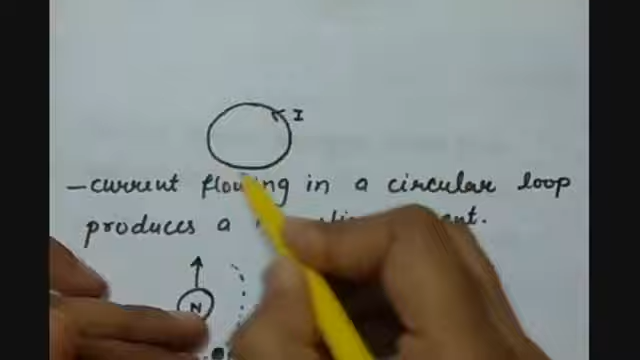 I
– current flowing in a circular loop
produces a
N